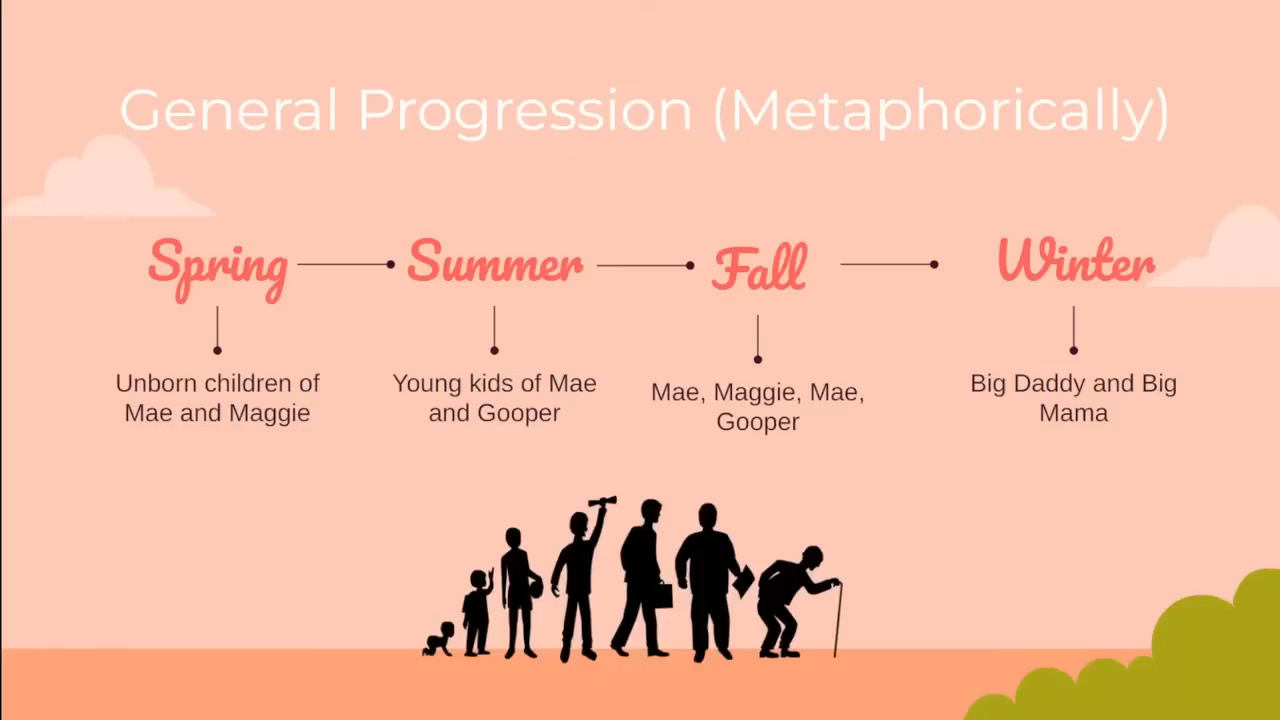 General Progression (Metaphorically)
Spring
Summer
Fall
Winter
Unborn children of
Mae and Maggie
Young kids of Mae
and Gooper
Mae, Maggie, Mae,
Gooper
Big Daddy and Big
Mama